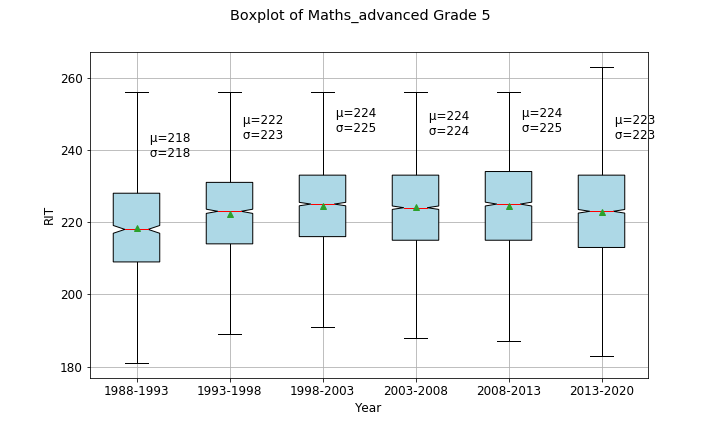 Boxplot of Maths_advanced Grade 5
260
240
220
200
180
RIT
μ=218
σ=218
μ=222
σ=223
μ=224
σ=225
μ=224
σ=224
μ=224
σ=225
μ=223
σ=223
1988-1993 1993-1998 1998-2003 2003-2008 2008-2013 2013-2020
Year